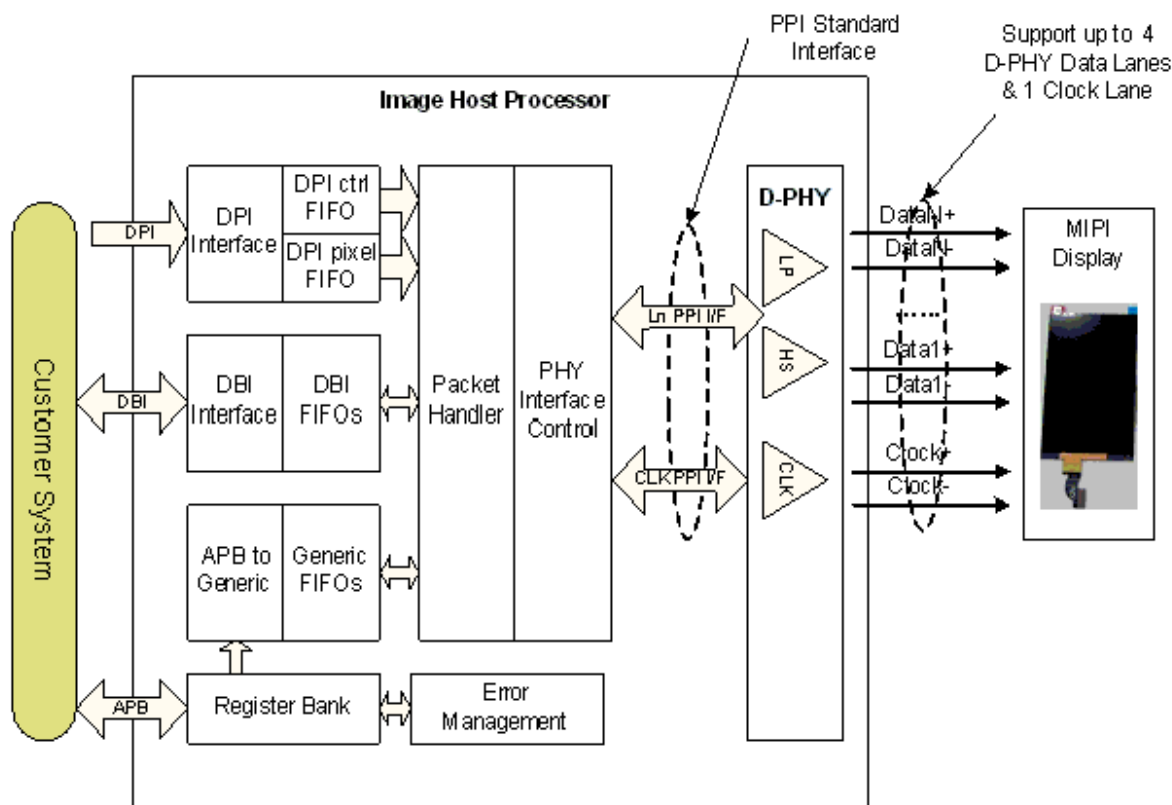 PPI Standard
Interface
Support up to 4
D-PHY Data Lanes
& 1 Clock Lane
Image Host Processor
Customer System
DPI
DPI
Interface
DPI ctrl
FIFO
DPI pixel
FIFO
DBI
DBI
Interface
DBI
FIFOs
APB to
Generic
Generic
FIFOs
APB
Register Bank
Error
Management
Packet
Handler
PHY
Interface
Control
Ln PPI I/F
CLK PPI I/F
D-PHY
LP
HS
CLK
DataN+
DataN-
Data1+
Data1-
Clock+
Clock-
MIPI
Display